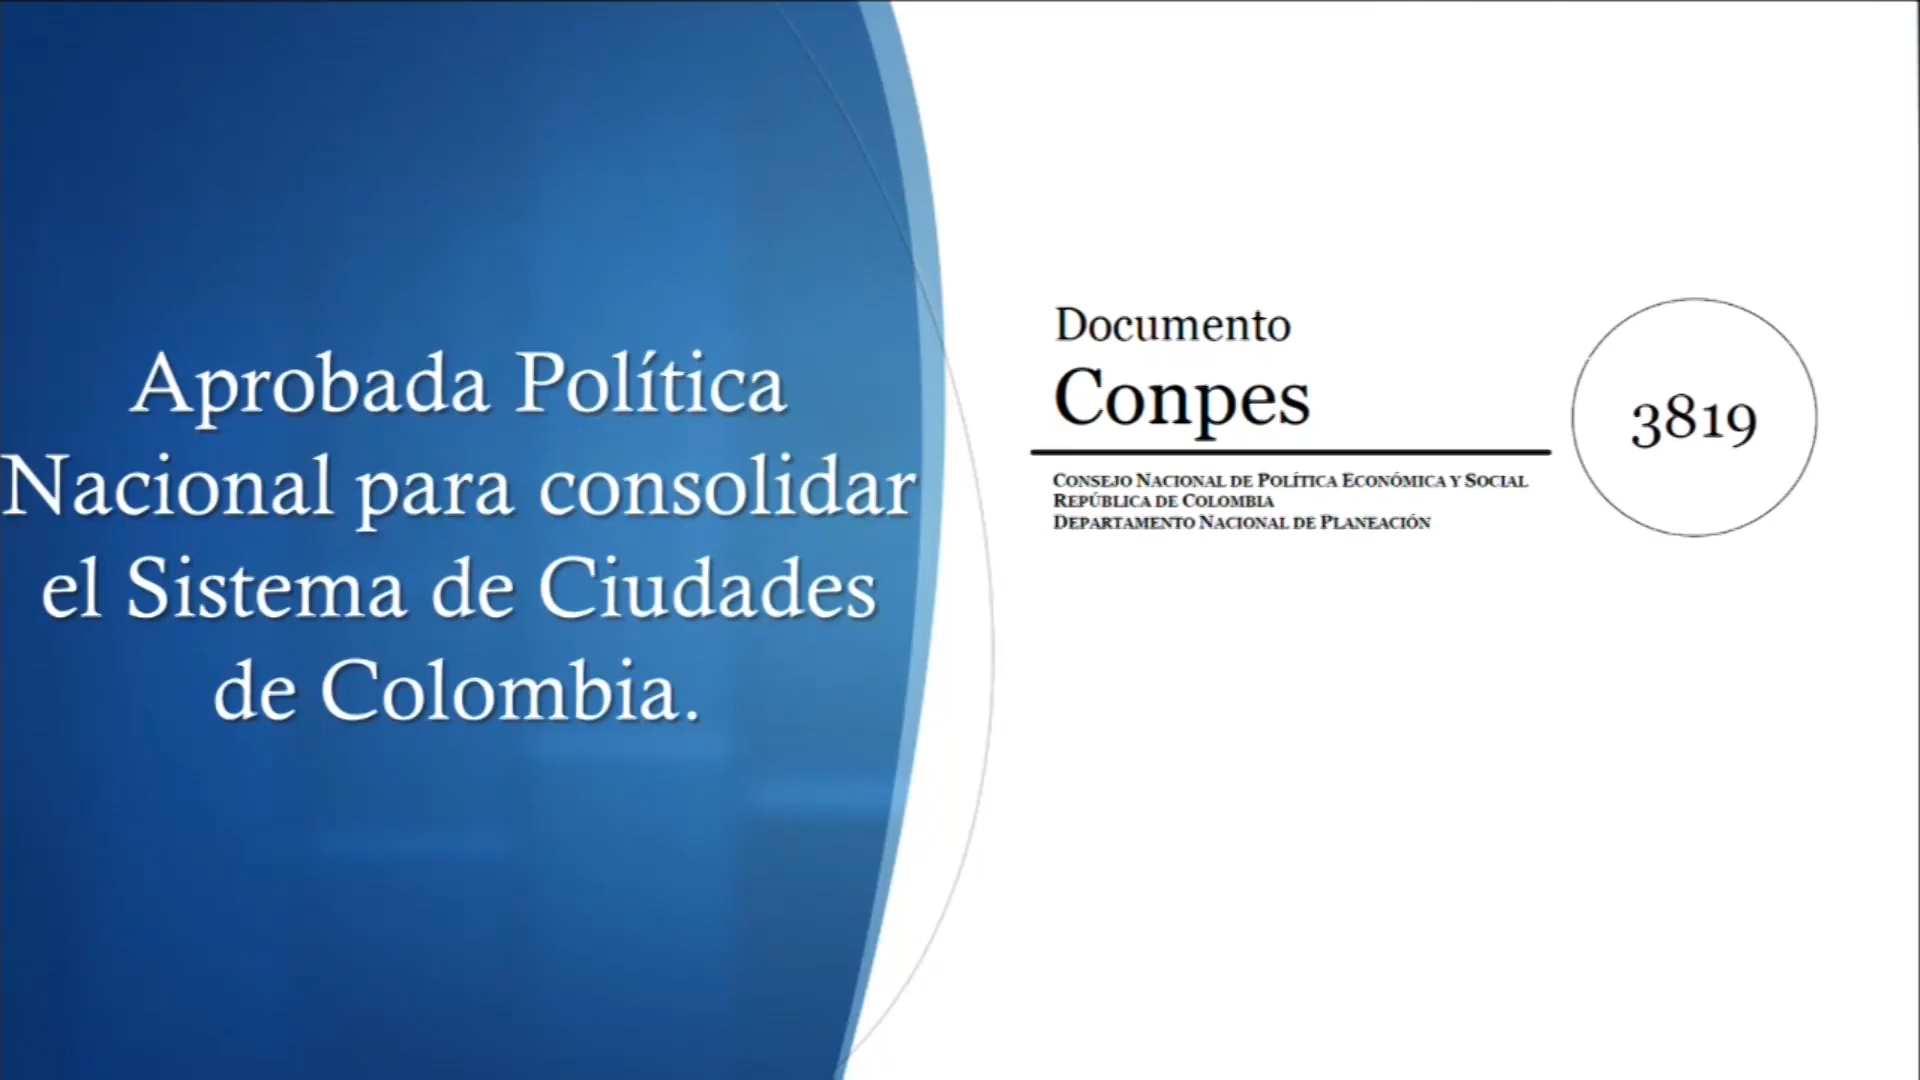 Aprobada Política
Nacional para consolidar
el Sistema de Ciudades
de Colombia.
Documento
Conpes
3819
CONSEJO NACIONAL DE POLÍTICA ECONÓMICA Y SOCIAL
REPÚBLICA DE COLOMBIA
DEPARTAMENTO NACIONAL DE PLANEACIÓN